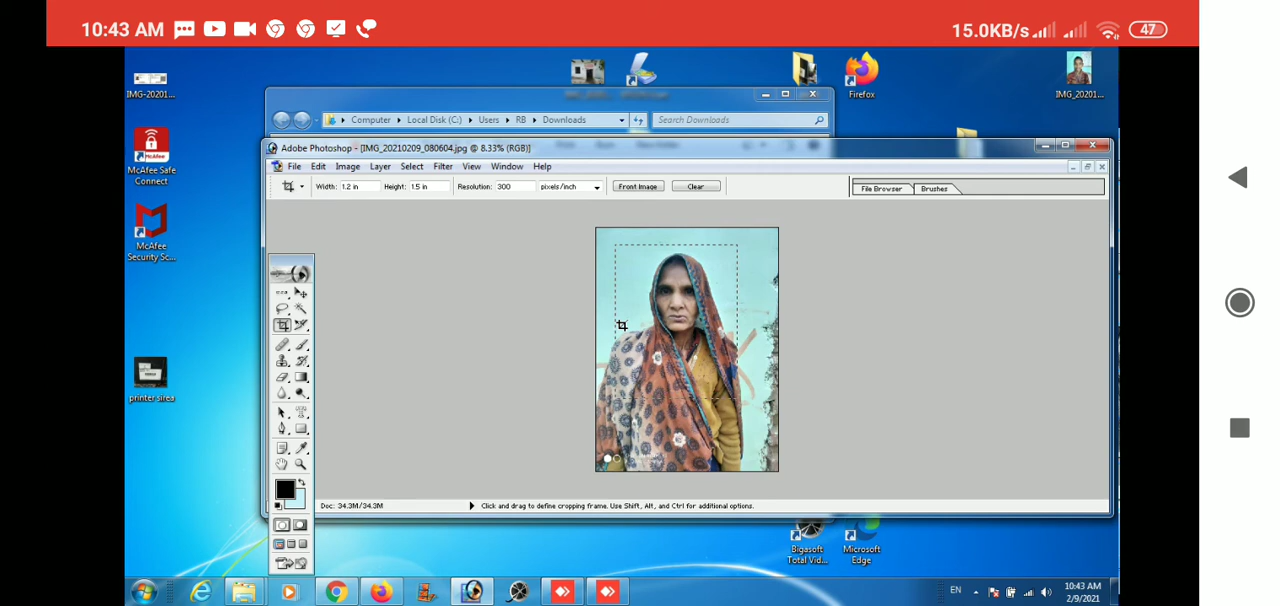 10:43 AM
15.0KB/s
47
IMG-20201...
Firefox
IMG_20201...
Computer
Local Disk (C:)
Users
RB
Downloads
Search Downloads
McAfee Safe
Connect
Adobe Photoshop - [IMG_20210209_080604.jpg @ 8.33% (RGB)]
File Edit Image Layer Select Filter View Window Help
Width: 1.2 in Height: 1.5 in Resolution: 300 pixels/inch Front Image Clear File Browser Brushes
McAfee
Security Sc...
printer sirea
Doc: 34.3M/34.3M
Click and drag to define cropping frame. Use Shift, Alt, and Ctrl for additional options.
Bigasoft
Total Vid...
Microsoft
Edge
EN
10:43 AM
2/9/2021